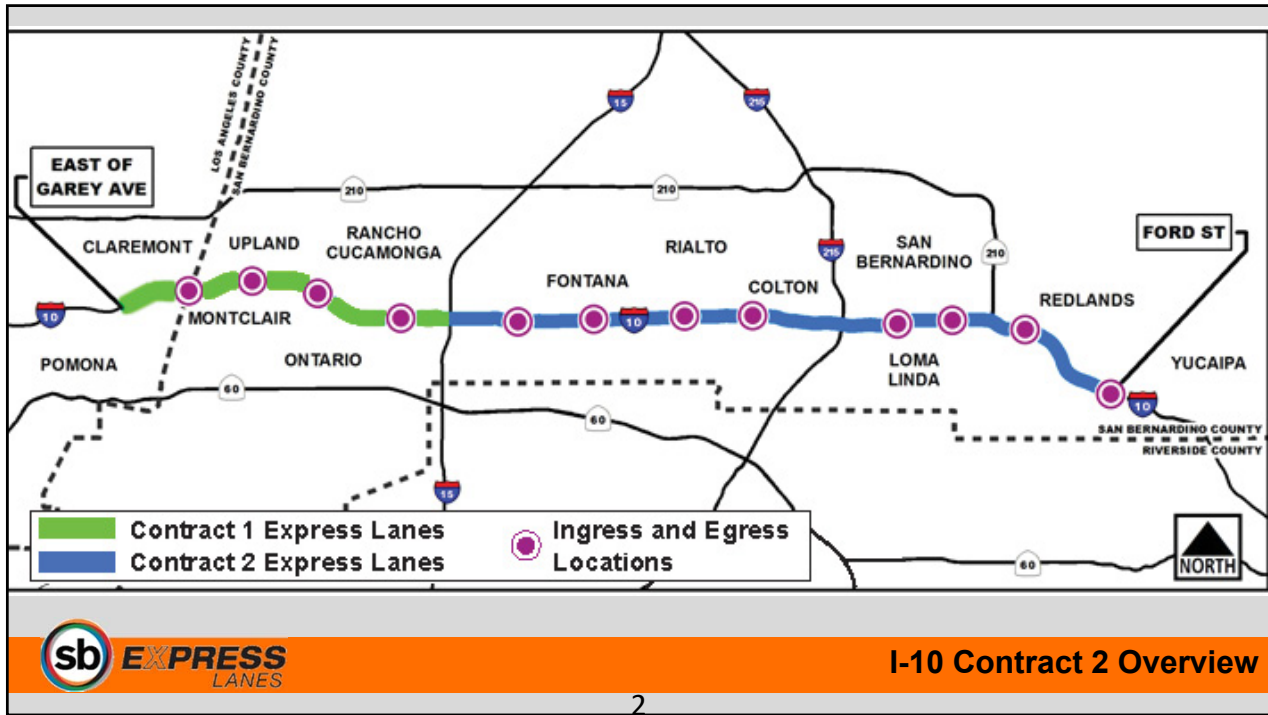 LOS ANGELES COUNTY
SAN BERNARDINO COUNTY
15
215
EAST OF
GAREY AVE
210
210
CLAREMONT
UPLAND
RANCHO
CUCAMONGA
RIALTO
SAN
BERNARDINO
215
210
FORD ST
FONTANA
COLTON
REDLANDS
10
MONTCLAIR
10
POMONA
ONTARIO
LOMA
LINDA
YUCAIPA
60
60
10
SAN BERNARDINO COUNTY
RIVERSIDE COUNTY
15
Contract 1 Express Lanes
Contract 2 Express Lanes
Ingress and Egress
Locations
60
NORTH
sb EXPRESS
LANES
I-10 Contract 2 Overview
2